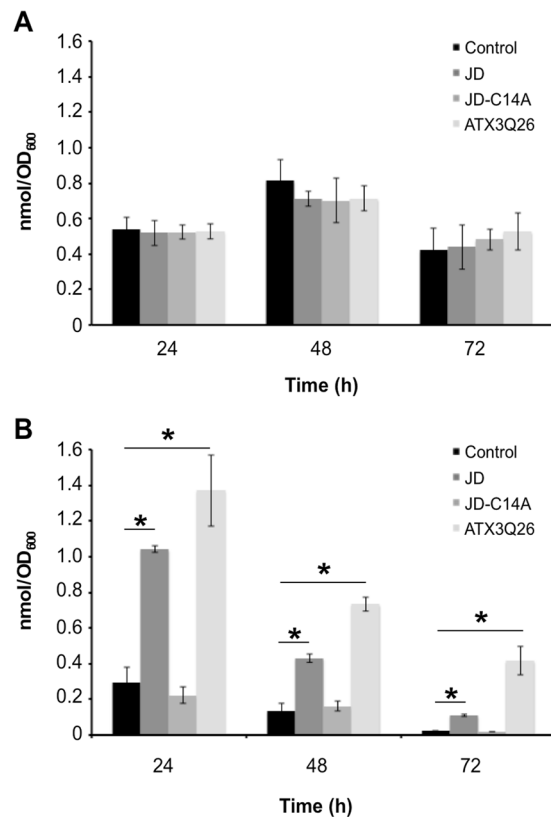 A
1.6
1.4
1.2
1.0
0.8
0.6
0.4
0.2
0
nmol/OD600
Control
JD
JD-C14A
ATX3Q26
24 48 72
Time (h)
B
1.6
1.4
1.2
1.0
0.8
0.6
0.4
0.2
0
nmol/OD600
Control
JD
JD-C14A
ATX3Q26
* *
* *
* *
24 48 72
Time (h)